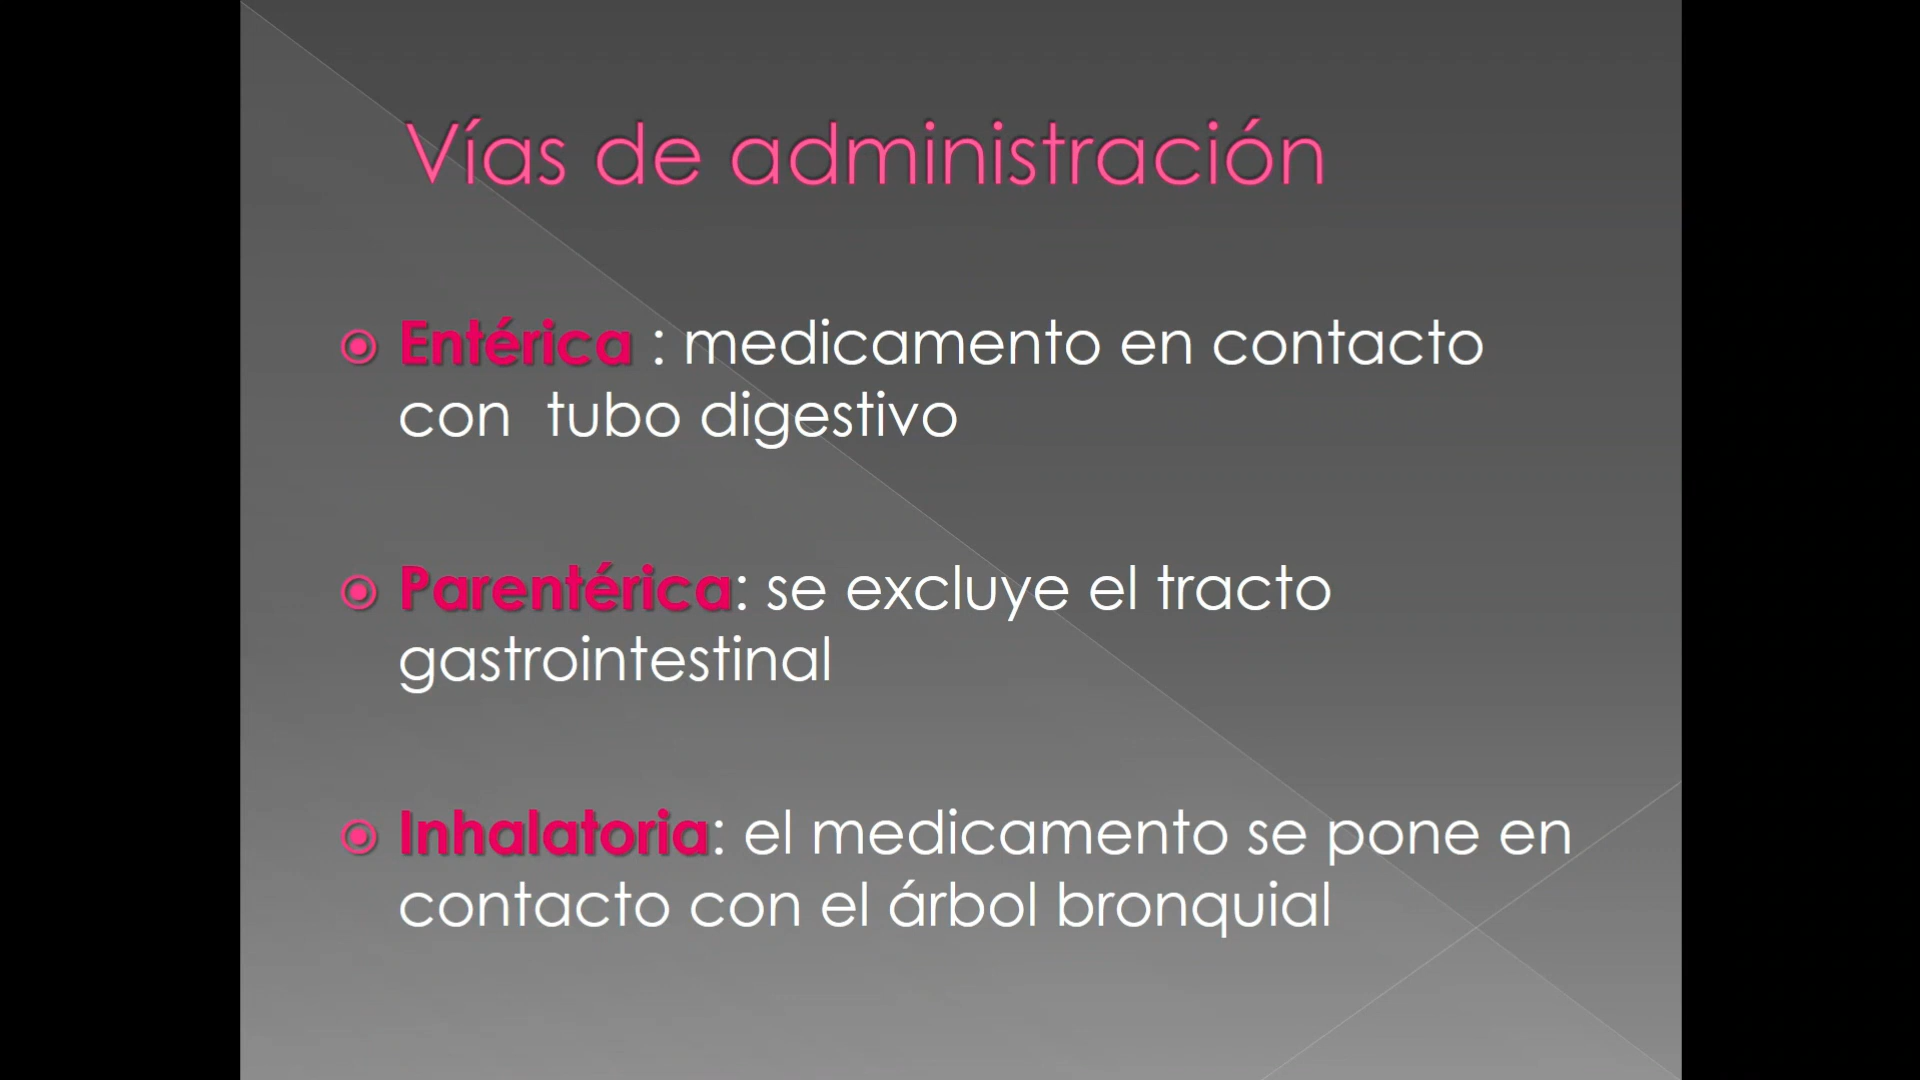 Vías de administración
Entérica : medicamento en contacto
con tubo digestivo
Parentérica: se excluye el tracto
gastrointestinal
Inhalatoria: el medicamento se pone en
contacto con el árbol bronquial